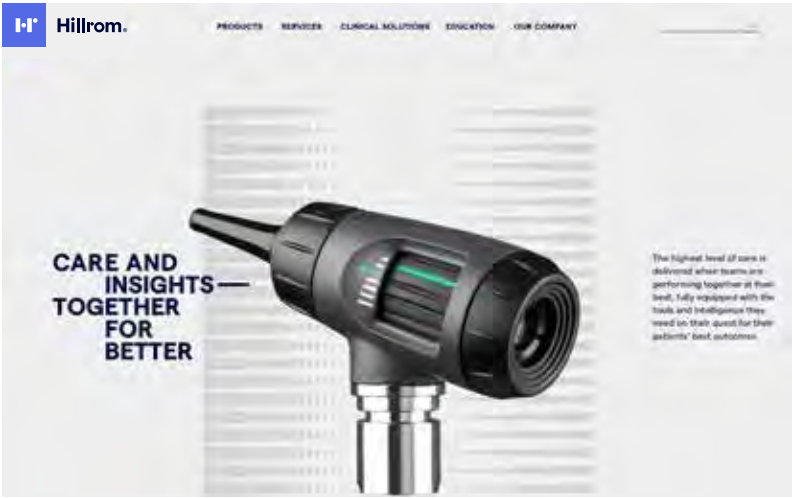 Hillrom.
PRODUCTS SERVICES CLINICAL SOLUTIONS EDUCATION OUR COMPANY
CARE AND
INSIGHTS—
TOGETHER
FOR
BETTER
The highest level of care is
delivered when teams are
performing together at their
best, fully equipped with the
tools and intelligence they
need on their quest for their
patients' best outcomes.